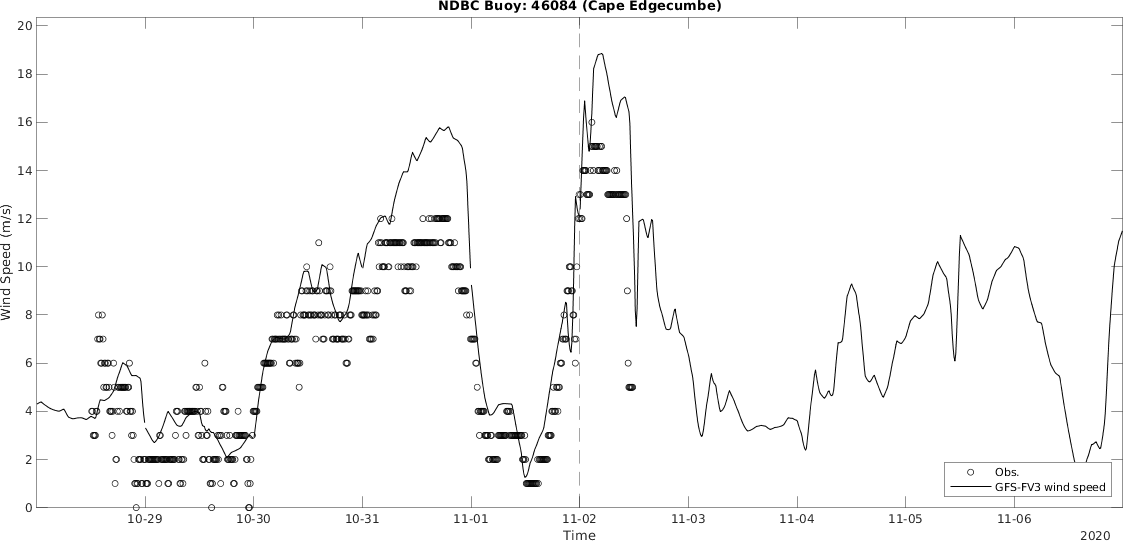 NDBC Buoy: 46084 (Cape Edgecumbe)
20
18
16
14
12
10
8
6
4
2
0
Wind Speed (m/s)
10-29 10-30 10-31 11-01 11-02 11-03 11-04 11-05 11-06
Time
2020
Obs.
GFS-FV3 wind speed